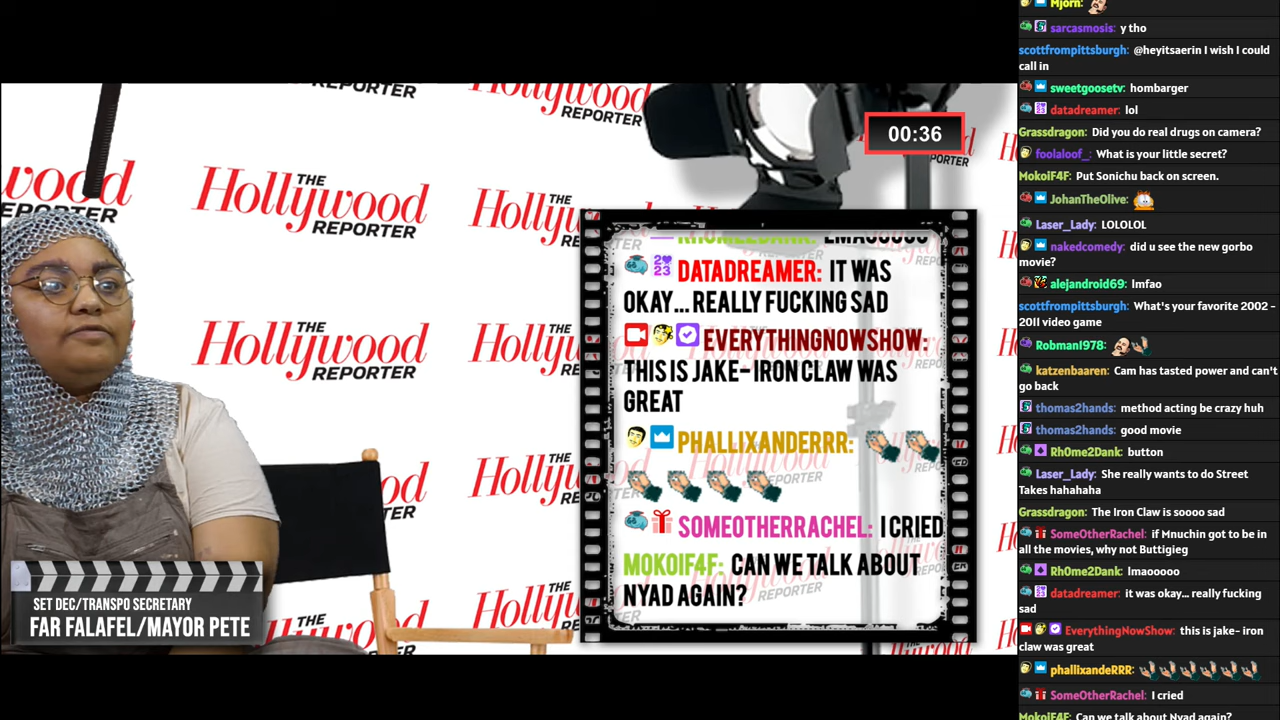 THE
Hollywood
REPORTER
00:36
DATADREAMER: IT WAS
OKAY...REALLY FUCKING SAD
EVERYTHINGNOWSHOW:
THIS IS JAKE- IRON CLAW WAS
GREAT
PHALLIXANDERRR:
SOMEOTHERRACHEL: I CRIED
MOKOIF4F: CAN WE TALK ABOUT
NYAD AGAIN?
SET DEC/TRANSPO SECRETARY
FAR FALAFEL/MAYOR PETE
Mjorn:
sarcasmosis: y tho
scottfrompittsburgh: @heyitsaerin I wish I could
call in
sweetgoosetv: hombarger
datadreamer: lol
Grassdragon: Did you do real drugs on camera?
foolaloof_: What is your little secret?
MokoiF4F: Put Sonichu back on screen.
JohanTheOlive:
Laser_Lady: LOLOLOL
nakedcomedy: did u see the new gorbo
movie?
alejandroid69: lmfao
scottfrompittsburgh: What's your favorite 2002 -
2011 video game
Robman1978:
katzenbaaren: Cam has tasted power and can't
go back
thomas2hands: method acting be crazy huh
thomas2hands: good movie
Rh0me2Dank: button
Laser_Lady: She really wants to do Street
Takes hahahaha
Grassdragon: The Iron Claw is soooo sad
SomeOtherRachel: if Mnuchin got to be in
all the movies, why not Buttigieg
Rh0me2Dank: lmaooooo
datadreamer: it was okay... really fucking
sad
EverythingNowShow: this is jake- iron
claw was great
phallixandeRRR:
SomeOtherRachel: I cried
MokoiF4F: Can we talk about Nyad again?